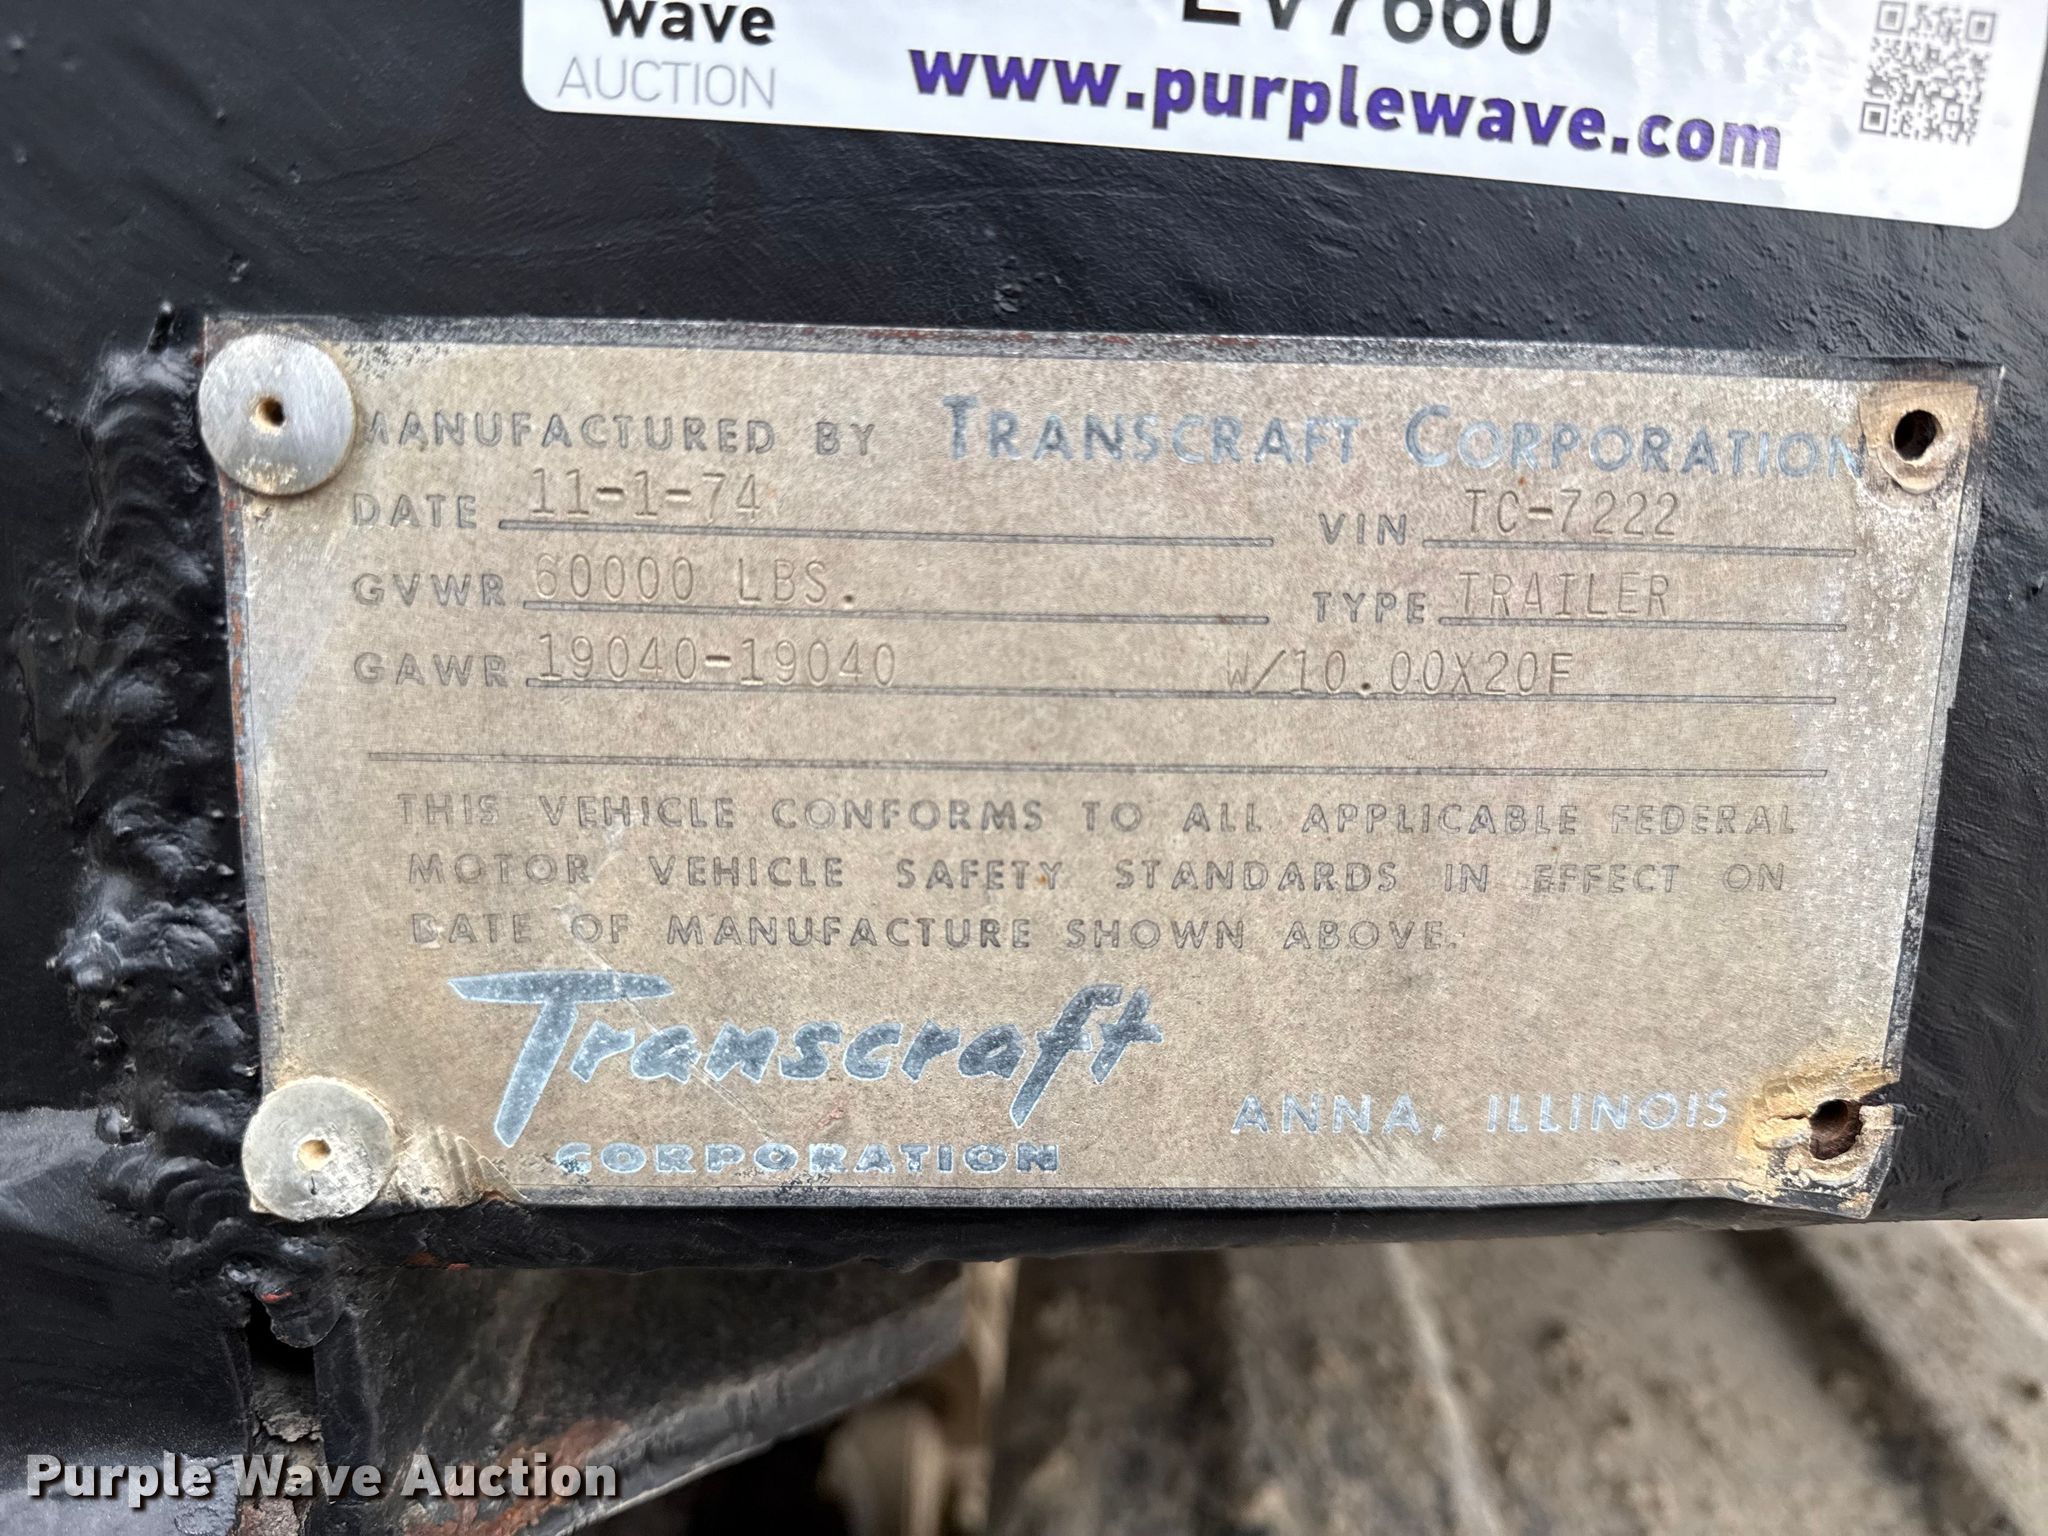 wave
AUCTION
EV7660
www.purplewave.com
MANUFACTURED BY TRANSCRAFT CORPORATION
DATE 11-1-74 VIN TC-7222
GVWR 60000 LBS. TYPE TRAILER
GAWR 19040-19040 W/10.00X20F
THIS VEHICLE CONFORMS TO ALL APPLICABLE FEDERAL
MOTOR VEHICLE SAFETY STANDARDS IN EFFECT ON
DATE OF MANUFACTURE SHOWN ABOVE.
Transcraft
CORPORATION
ANNA, ILLINOIS
Purple Wave Auction